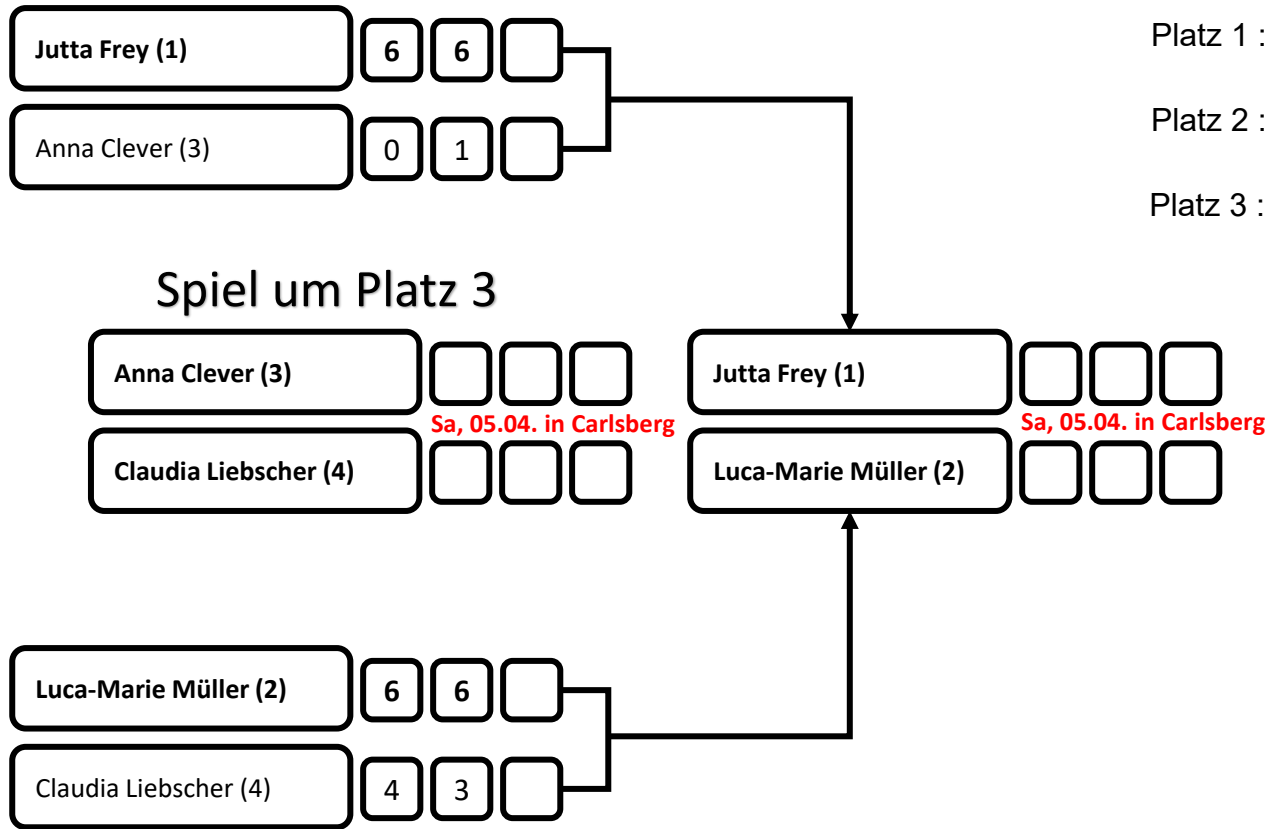 Jutta Frey (1) 6 6
Anna Clever (3) 0 1
Platz 1 :
Platz 2 :
Platz 3 :
Spiel um Platz 3
Anna Clever (3)
Sa, 05.04. in Carlsberg
Claudia Liebscher (4)
Jutta Frey (1)
Sa, 05.04. in Carlsberg
Luca-Marie Müller (2)
Luca-Marie Müller (2) 6 6
Claudia Liebscher (4) 4 3